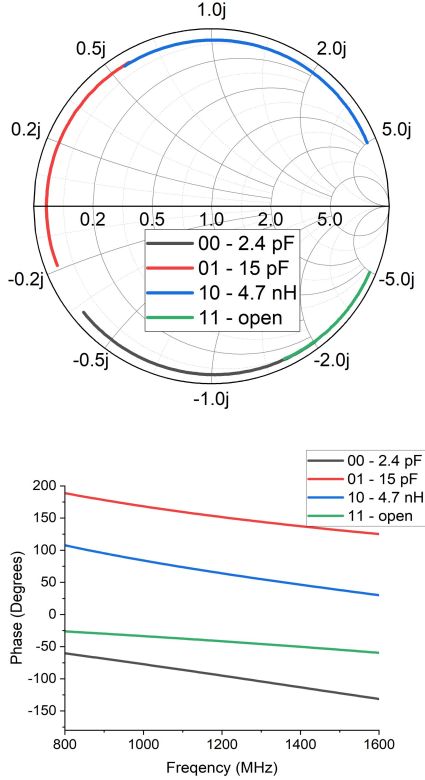 1.0j
0.5j
2.0j
0.2j
5.0j
0.2 0.5 1.0 2.0 5.0
00 - 2.4 pF
01 - 15 pF
10 - 4.7 nH
11 - open
-0.2j
-5.0j
-0.5j
-2.0j
-1.0j
00 - 2.4 pF
01 - 15 pF
10 - 4.7 nH
11 - open
200
150
100
50
0
-50
-100
-150
Phase (Degrees)
800 1000 1200 1400 1600
Freqency (MHz)